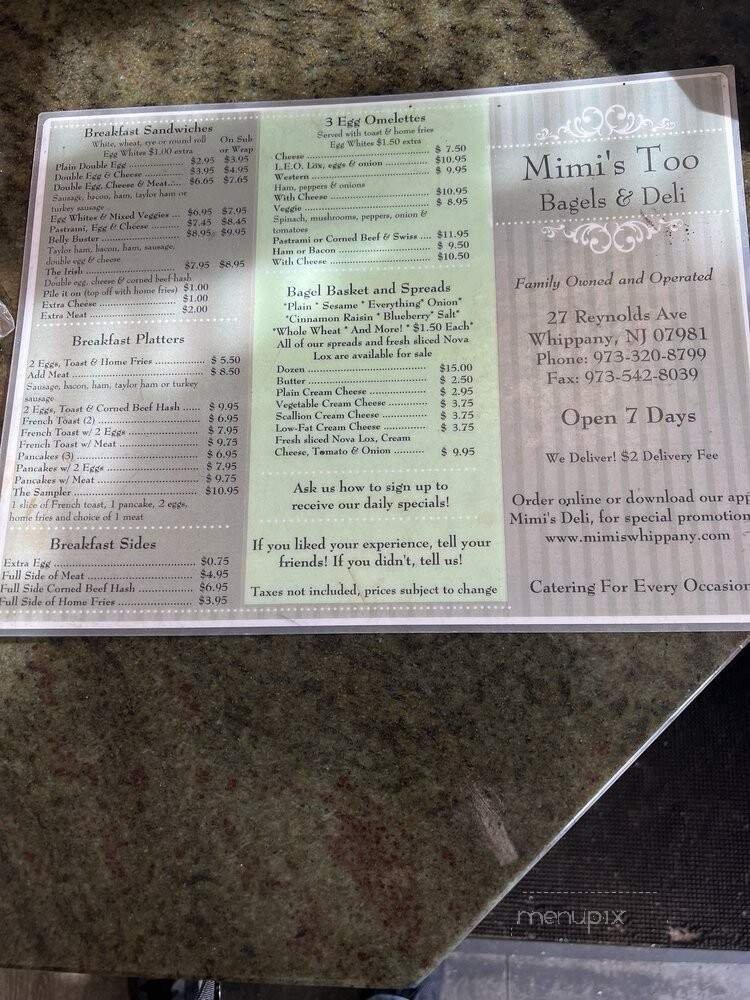 Breakfast Sandwiches
White, wheat, rye or round roll On Sub
Egg Whites $1.00 extra or Wrap
Plain Double Egg ........ $2.95 $3.95
Double Egg & Cheese ........ $3.95 $4.95
Double Egg, Cheese & Meat..... $6.65 $7.65
Sausage, bacon, ham, taylor ham or
turkey sausage
Egg Whites & Mixed Veggies ... $6.95 $7.95
Pastrami, Egg & Cheese ........ $7.45 $8.45
Belly Buster ........ $8.95 $9.95
Taylor ham, bacon, ham, sausage,
double egg & cheese
The Irish ........ $7.95 $8.95
Double egg, cheese & corned beef hash
Pile it on (top off with home fries) $1.00
Extra Cheese ........ $1.00
Extra Meat ........ $2.00
Breakfast Platters
2 Eggs, Toast & Home Fries ........ $ 5.50
Add Meat ........ $ 8.50
Sausage, bacon, ham, taylor ham or turkey
sausage
2 Eggs, Toast & Corned Beef Hash ...... $ 9.95
French Toast (2) ........ $ 6.95
French Toast w/ 2 Eggs ........ $ 7.95
French Toast w/ Meat ........ $ 9.75
Pancakes (3) ........ $ 6.95
Pancakes w/ 2 Eggs ........ $ 7.95
Pancakes w/ Meat ........ $ 9.75
The Sampler ........ $10.95
1 slice of French toast, 1 pancake, 2 eggs,
home fries and choice of 1 meat
Breakfast Sides
Extra Egg ........ $0.75
Full Side of Meat ........ $4.95
Full Side Corned Beef Hash ........ $6.95
Full Side of Home Fries ........ $3.95
3 Egg Omelettes
Served with toast & home fries
Egg Whites $1.50 extra
Cheese ........ $ 7.50
L.E.O. Lox, eggs & onion ........ $10.95
Western ........ $ 9.95
Ham, peppers & onions
With Cheese ........ $10.95
Veggie ........ $ 8.95
Spinach, mushrooms, peppers, onion &
tomatoes
Pastrami or Corned Beef & Swiss .... $11.95
Ham or Bacon ........ $ 9.50
With Cheese ........ $10.50
Bagel Basket and Spreads
*Plain * Sesame * Everything* Onion*
*Cinnamon Raisin * Blueberry* Salt*
*Whole Wheat * And More! * $1.50 Each*
All of our spreads and fresh sliced Nova
Lox are available for sale
Dozen ........ $15.00
Butter ........ $ 2.50
Plain Cream Cheese ........ $ 2.95
Vegetable Cream Cheese ........ $ 3.75
Scallion Cream Cheese ........ $ 3.75
Low-Fat Cream Cheese ........ $ 3.75
Fresh sliced Nova Lox, Cream
Cheese, Tomato & Onion ........ $ 9.95
Ask us how to sign up to
receive our daily specials!
If you liked your experience, tell your
friends! If you didn't, tell us!
Taxes not included, prices subject to change
Mimi's Too
Bagels & Deli
Family Owned and Operated
27 Reynolds Ave
Whippany, NJ 07981
Phone: 973-320-8799
Fax: 973-542-8039
Open 7 Days
We Deliver! $2 Delivery Fee
Order online or download our app
Mimi's Deli, for special promotion
www.mimiswhippany.com
Catering For Every Occasion
menupix